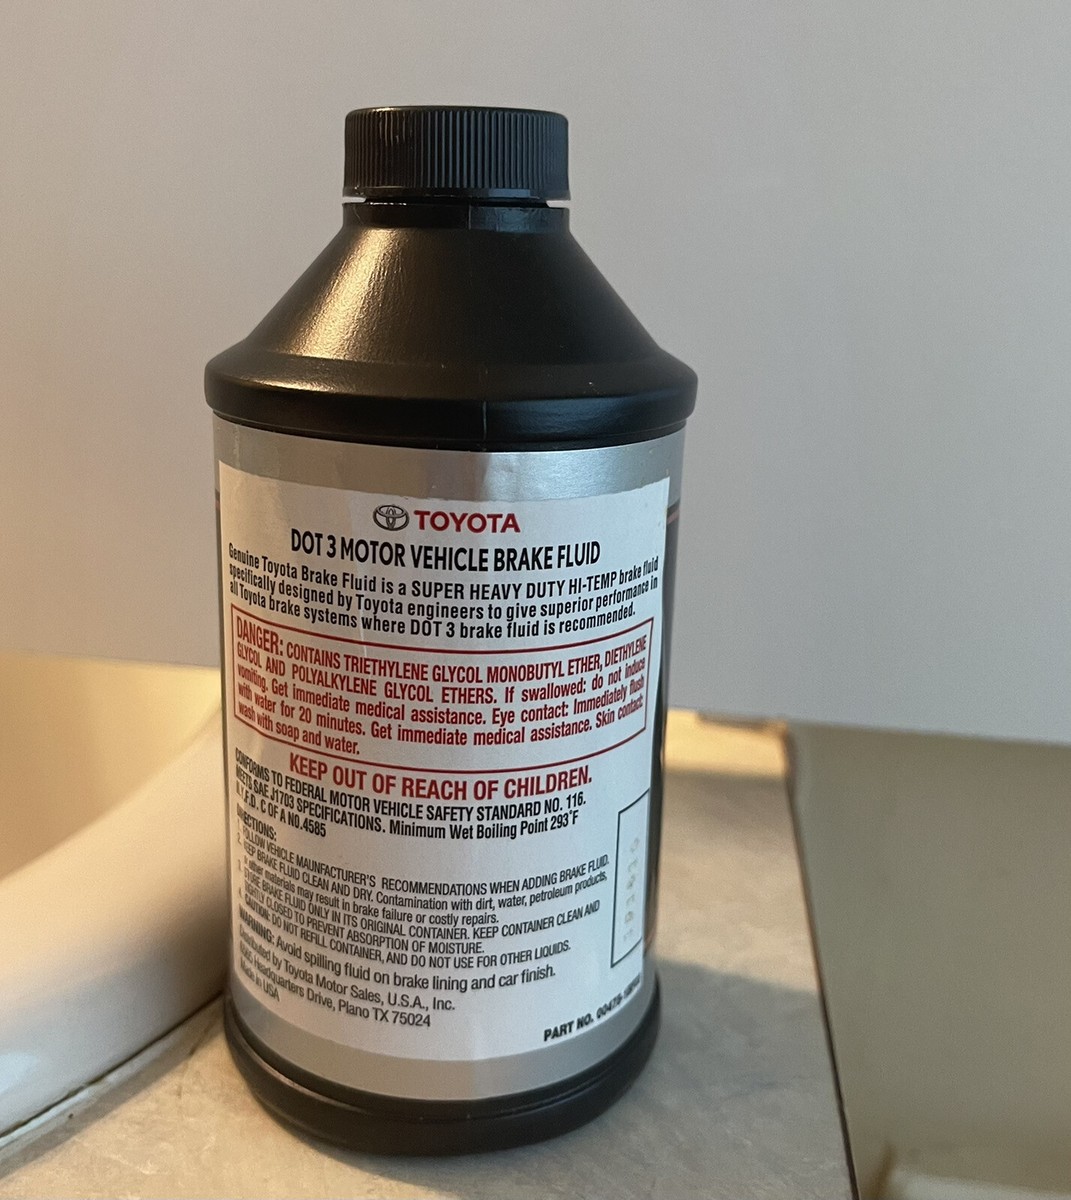 TOYOTA
DOT 3 MOTOR VEHICLE BRAKE FLUID
Genuine Toyota Brake Fluid is a SUPER HEAVY DUTY HI-TEMP brake fluid
specifically designed by Toyota engineers to give superior performance in
all Toyota brake systems where DOT 3 brake fluid is recommended.
DANGER: CONTAINS TRIETHYLENE GLYCOL MONOBUTYL ETHER, DIETHYLENE
GLYCOL AND POLYALKYLENE GLYCOL ETHERS. If swallowed: do not induce
vomiting. Get immediate medical assistance. Eye contact: Immediately flush
with water for 20 minutes. Get immediate medical assistance. Skin contact:
wash with soap and water.
KEEP OUT OF REACH OF CHILDREN.
CONFORMS TO FEDERAL MOTOR VEHICLE SAFETY STANDARD NO. 116.
MEETS SAE J1703 SPECIFICATIONS. Minimum Wet Boiling Point 293°F
N.Y.F.D. C OF A NO.4585
DIRECTIONS:
FOLLOW VEHICLE MAUNFACTURER'S RECOMMENDATIONS WHEN ADDING BRAKE FLUID.
2. KEEP BRAKE FLUID CLEAN AND DRY. Contamination with dirt, water, petroleum products,
other materials may result in brake failure or costly repairs.
STORE BRAKE FLUID ONLY IN ITS ORIGINAL CONTAINER. KEEP CONTAINER CLEAN AND
TIGHTLY CLOSED TO PREVENT ABSORPTION OF MOISTURE.
CAUTION: DO NOT REFILL CONTAINER, AND DO NOT USE FOR OTHER LIQUIDS.
WARNING: Avoid spilling fluid on brake lining and car finish.
Distributed by Toyota Motor Sales, U.S.A., Inc.
Headquarters Drive, Plano TX 75024
Made in USA
PART NO. 00475-